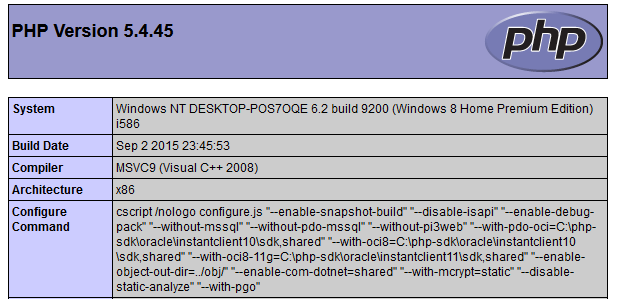 PHP Version 5.4.45
php
System
Windows NT DESKTOP-POS7OQE 6.2 build 9200 (Windows 8 Home Premium Edition)
i586
Build Date
Sep 2 2015 23:45:53
Compiler
MSVC9 (Visual C++ 2008)
Architecture
x86
Configure
Command
cscript /nologo configure.js "--enable-snapshot-build" "--disable-isapi" "--enable-debug-
pack" "--without-mssql" "--without-pdo-mssql" "--without-pi3web" "--with-pdo-oci=C:\php-
sdk\oracle\instantclient10\sdk,shared" "--with-oci8=C:\php-sdk\oracle\instantclient10
\sdk,shared" "--with-oci8-11g=C:\php-sdk\oracle\instantclient11\sdk,shared" "--enable-
object-out-dir=../obj/" "--enable-com-dotnet=shared" "--with-mcrypt=static" "--disable-
static-analyze" "--with-pgo"